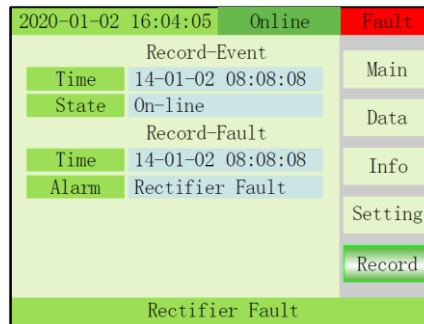 2020-01-02 16:04:05 Online Fault
Record-Event
Time 14-01-02 08:08:08
State On-line
Record-Fault
Time 14-01-02 08:08:08
Alarm Rectifier Fault
Main
Data
Info
Setting
Record
Rectifier Fault